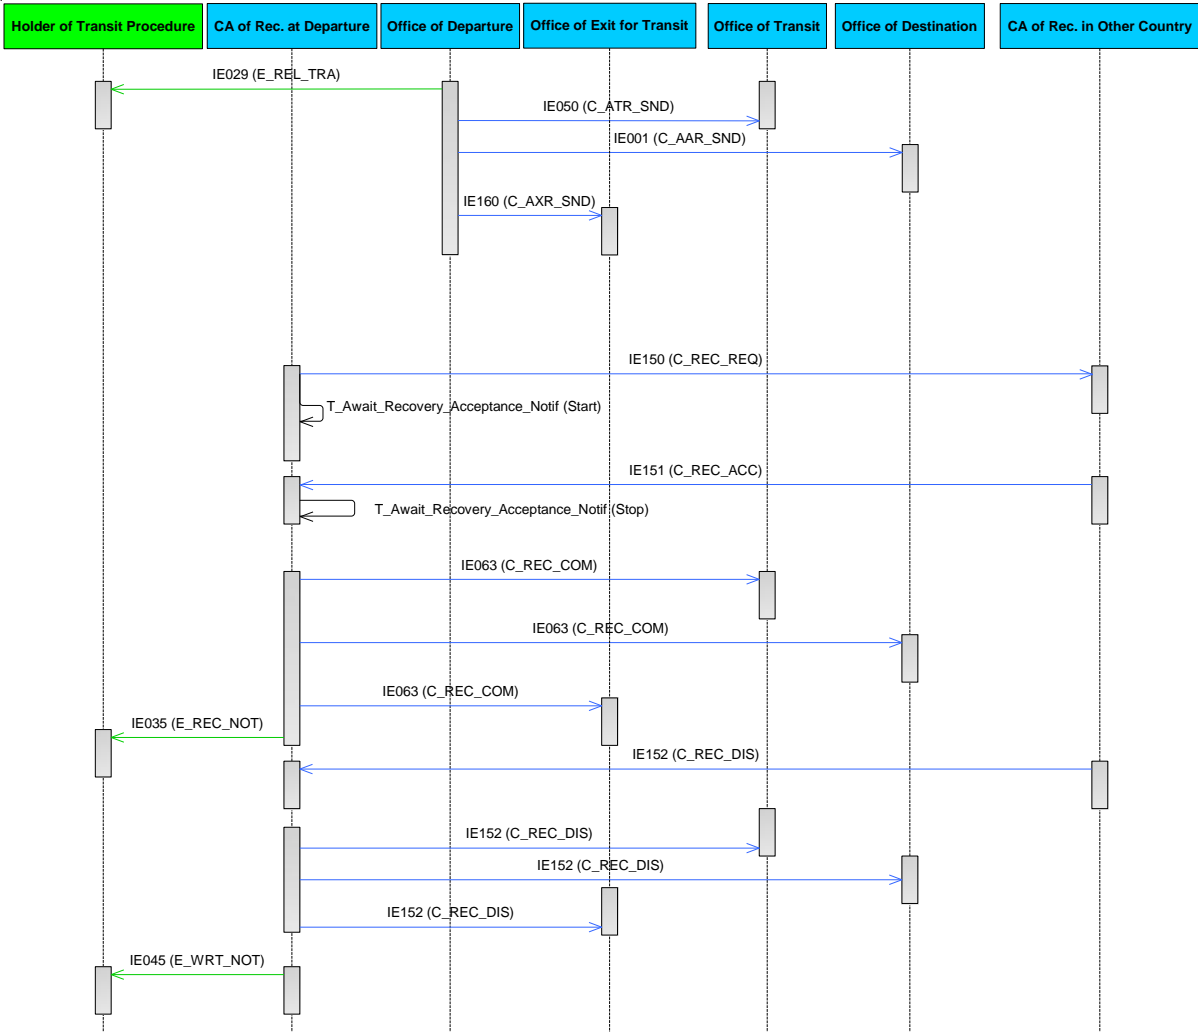 Holder of Transit Procedure
CA of Rec. at Departure
Office of Departure
Office of Exit for Transit
Office of Transit
Office of Destination
CA of Rec. in Other Country
IE029 (E_REL_TRA)
IE050 (C_ATR_SND)
IE001 (C_AAR_SND)
IE160 (C_AXR_SND)
IE150 (C_REC_REQ)
T_Await_Recovery_Acceptance_Notif (Start)
IE151 (C_REC_ACC)
T_Await_Recovery_Acceptance_Notif (Stop)
IE063 (C_REC_COM)
IE063 (C_REC_COM)
IE063 (C_REC_COM)
IE035 (E_REC_NOT)
IE152 (C_REC_DIS)
IE152 (C_REC_DIS)
IE152 (C_REC_DIS)
IE152 (C_REC_DIS)
IE045 (E_WRT_NOT)